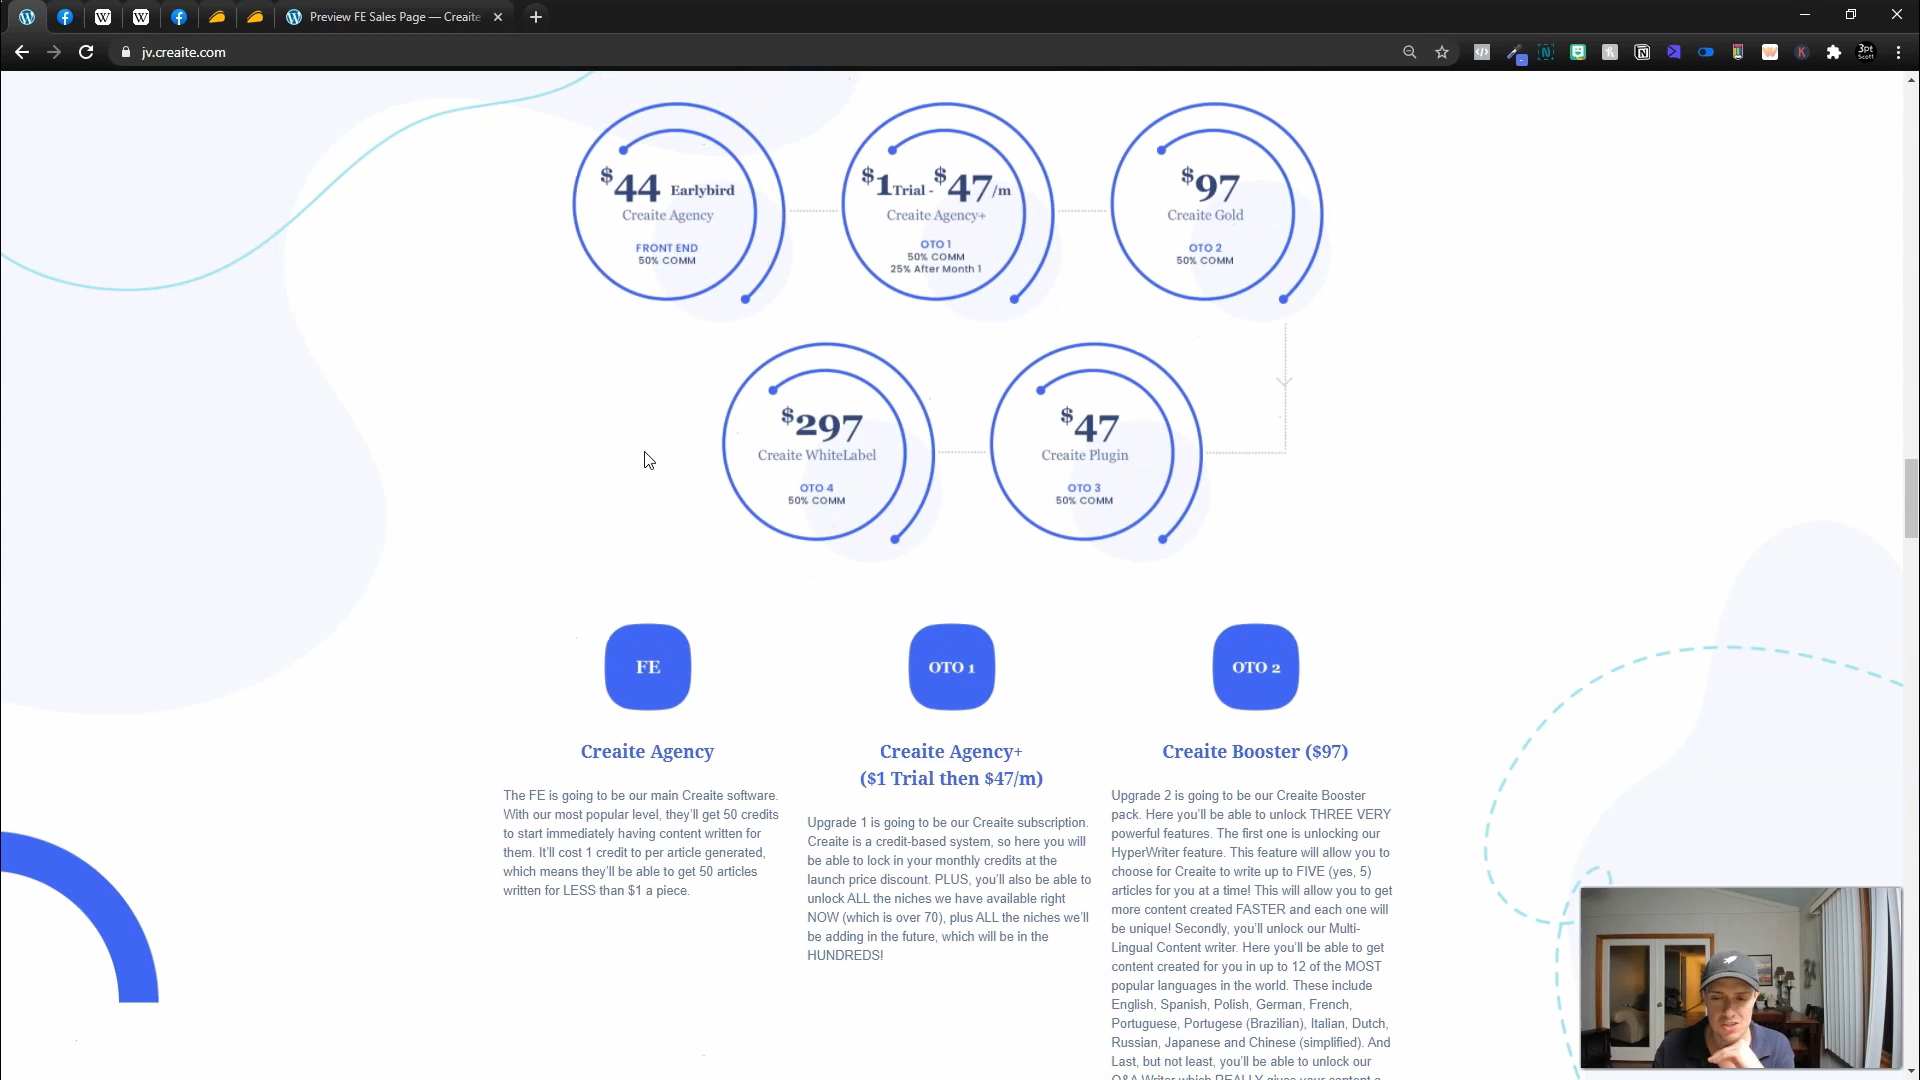 Preview FE Sales Page — Creaite
jv.creaite.com
3pt
Scott
$44 Earlybird
Creaite Agency
FRONT END
50% COMM
$1Trial - $47/m
Creaite Agency+
OTO 1
50% COMM
25% After Month 1
$97
Creaite Gold
OTO 2
50% COMM
$297
Creaite WhiteLabel
OTO 4
50% COMM
$47
Creaite Plugin
OTO 3
50% COMM
FE
Creaite Agency
The FE is going to be our main Creaite software.
With our most popular level, they'll get 50 credits
to start immediately having content written for
them. It'll cost 1 credit to per article generated,
which means they'll be able to get 50 articles
written for LESS than $1 a piece.
OTO 1
Creaite Agency+
($1 Trial then $47/m)
Upgrade 1 is going to be our Creaite subscription.
Creaite is a credit-based system, so here you will
be able to lock in your monthly credits at the
launch price discount. PLUS, you'll also be able to
unlock ALL the niches we have available right
NOW (which is over 70), plus ALL the niches we'll
be adding in the future, which will be in the
HUNDREDS!
OTO 2
Creaite Booster ($97)
Upgrade 2 is going to be our Creaite Booster
pack. Here you'll be able to unlock THREE VERY
powerful features. The first one is unlocking our
HyperWriter feature. This feature will allow you to
choose for Creaite to write up to FIVE (yes, 5)
articles for you at a time! This will allow you to get
more content created FASTER and each one will
be unique! Secondly, you'll unlock our Multi-
Lingual Content writer. Here you'll be able to get
content created for you in up to 12 of the MOST
popular languages in the world. These include
English, Spanish, Polish, German, French,
Portuguese, Portugese (Brazilian), Italian, Dutch,
Russian, Japanese and Chinese (simplified). And
Last, but not least, you'll be able to unlock our
Q&A Writer which REALLY gives your content a